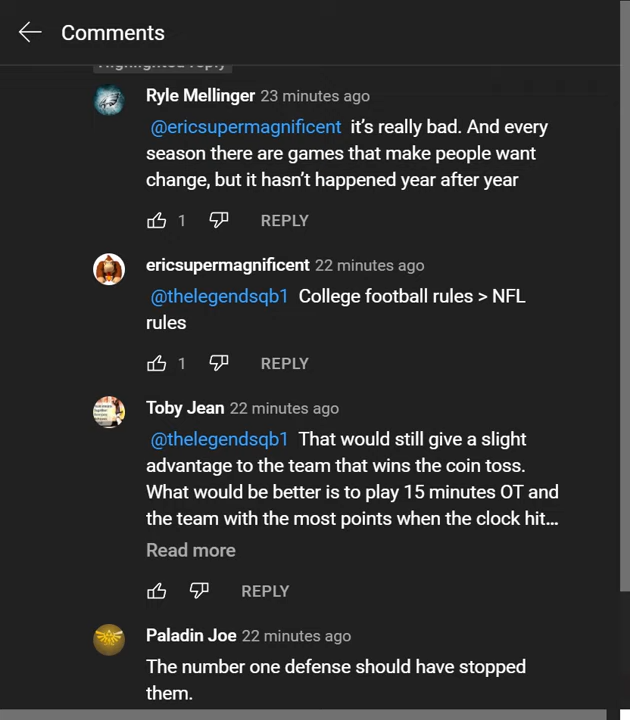 Comments
Highlighted reply
Ryle Mellinger 23 minutes ago
@ericsupermagnificent it’s really bad. And every
season there are games that make people want
change, but it hasn’t happened year after year
1 REPLY
ericsupermagnificent 22 minutes ago
@thelegendsqb1 College football rules > NFL
rules
1 REPLY
Toby Jean 22 minutes ago
@thelegendsqb1 That would still give a slight
advantage to the team that wins the coin toss.
What would be better is to play 15 minutes OT and
the team with the most points when the clock hit...
Read more
REPLY
Paladin Joe 22 minutes ago
The number one defense should have stopped
them.